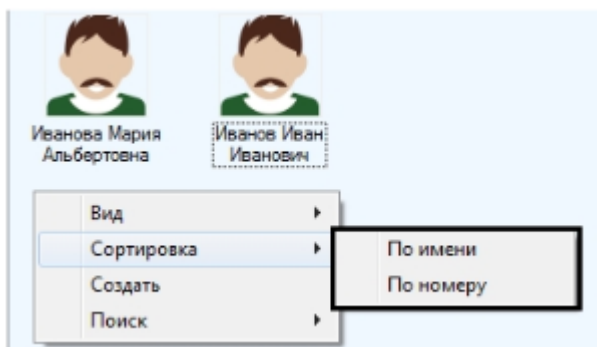 Иванова Мария
Альбертовна
Иванов Иван
Иванович
Вид
Сортировка
Создать
Поиск
По имени
По номеру